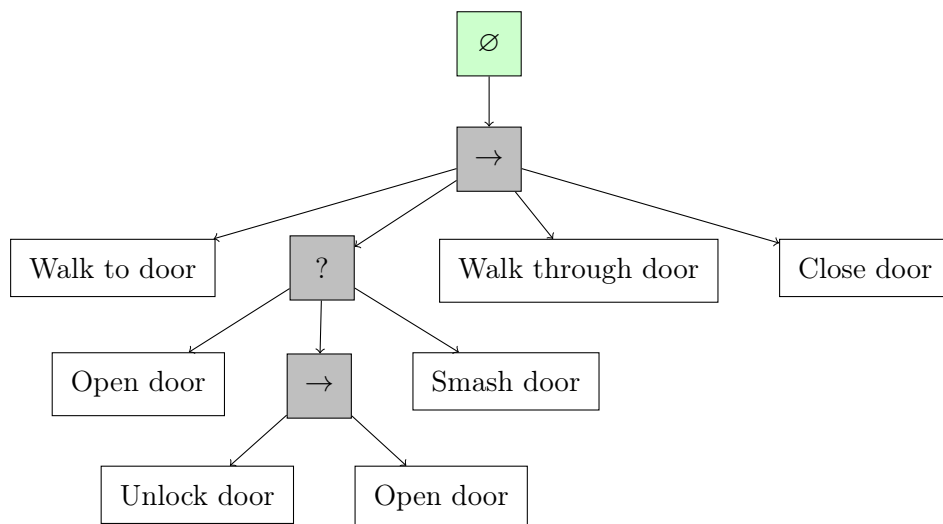 ∅
→
Walk to door
?
Walk through door
Close door
Open door
→
Smash door
Unlock door
Open door